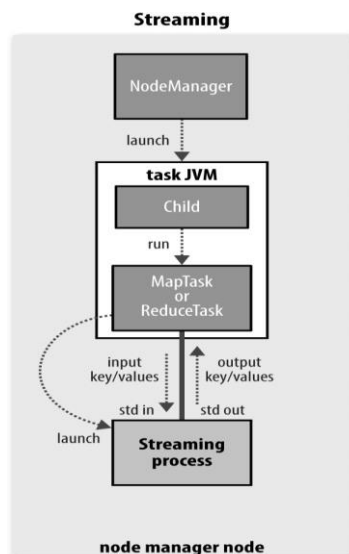 Streaming
NodeManager
launch
task JVM
Child
run
MapTask
or
ReduceTask
input
key/values
output
key/values
std in
std out
launch
Streaming
process
node manager node